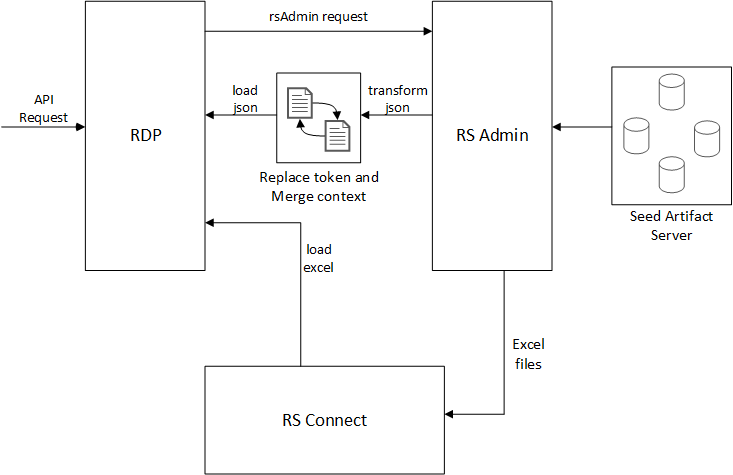 rsAdmin request
API
Request
RDP
load
json
transform
json
RS Admin
Replace token and
Merge context
Seed Artifact
Server
load
excel
Excel
files
RS Connect